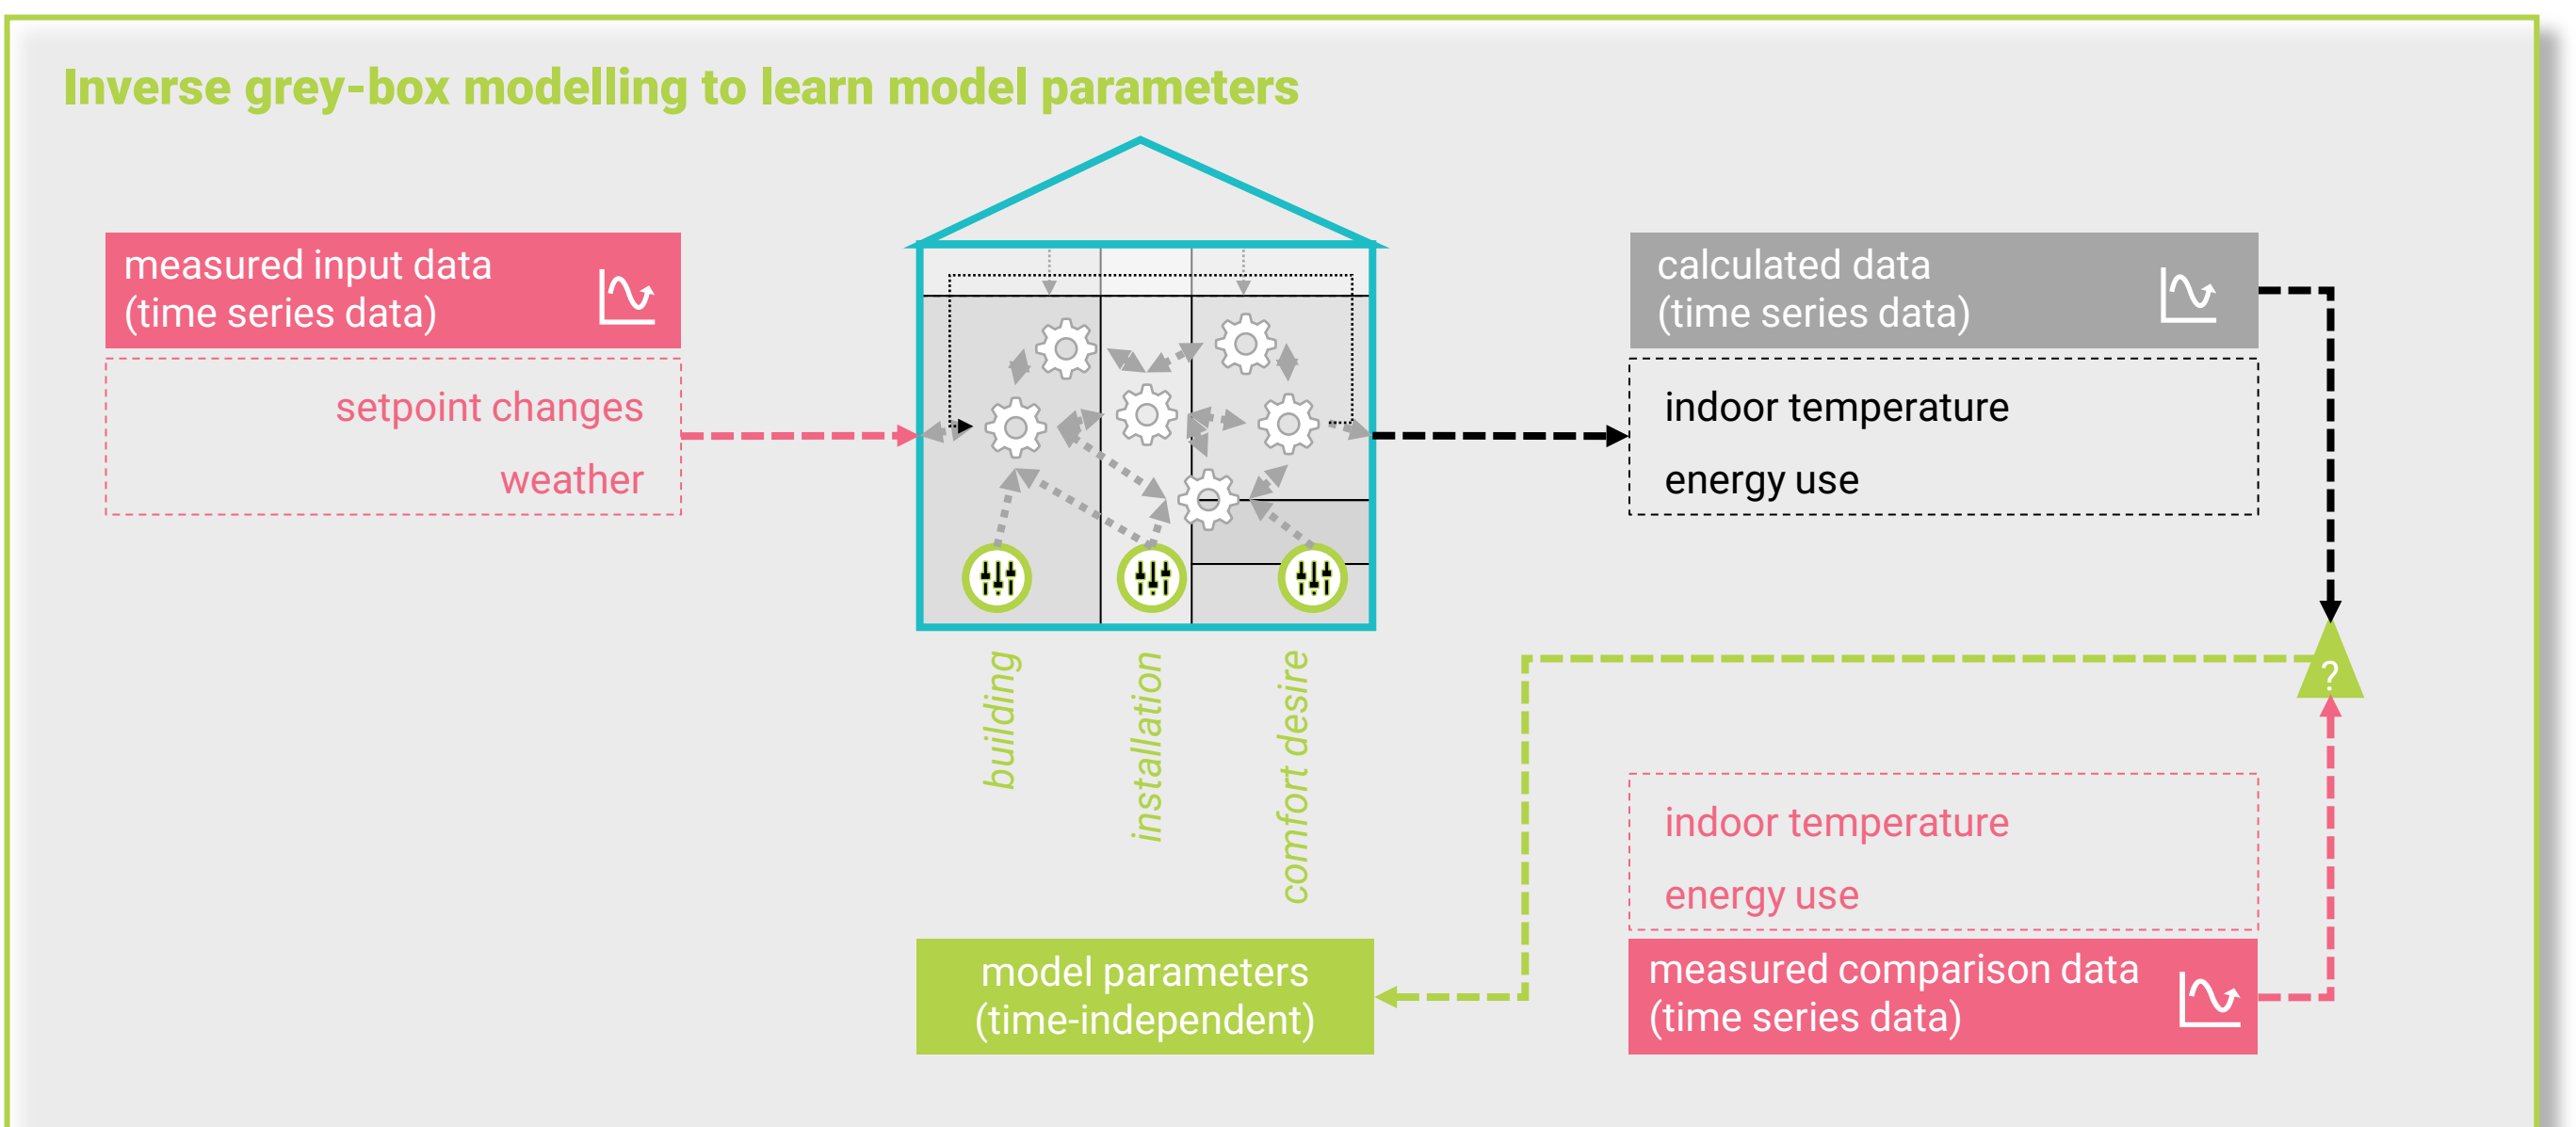 Inverse grey-box modelling to learn model parameters
measured input data
(time series data)
setpoint changes
weather
calculated data
(time series data)
indoor temperature
energy use
?
building
installation
comfort desire
indoor temperature
energy use
measured comparison data
(time series data)
model parameters
(time-independent)